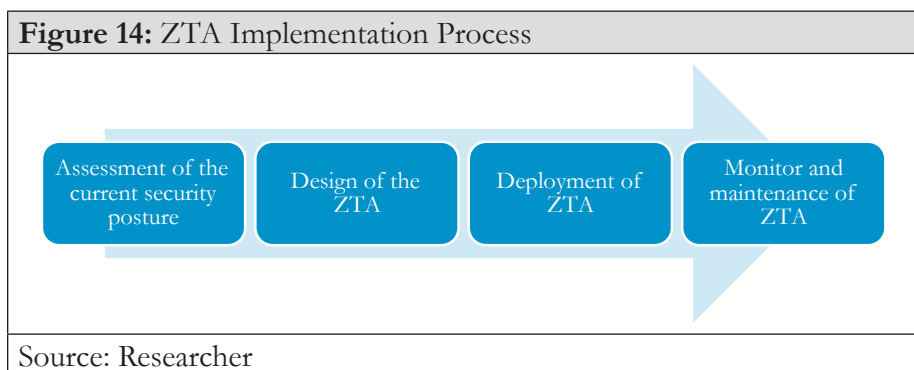 Figure 14: ZTA Implementation Process
Assessment of the
current security
posture
Design of the
ZTA
Deployment of
ZTA
Monitor and
maintenance of
ZTA
Source: Researcher